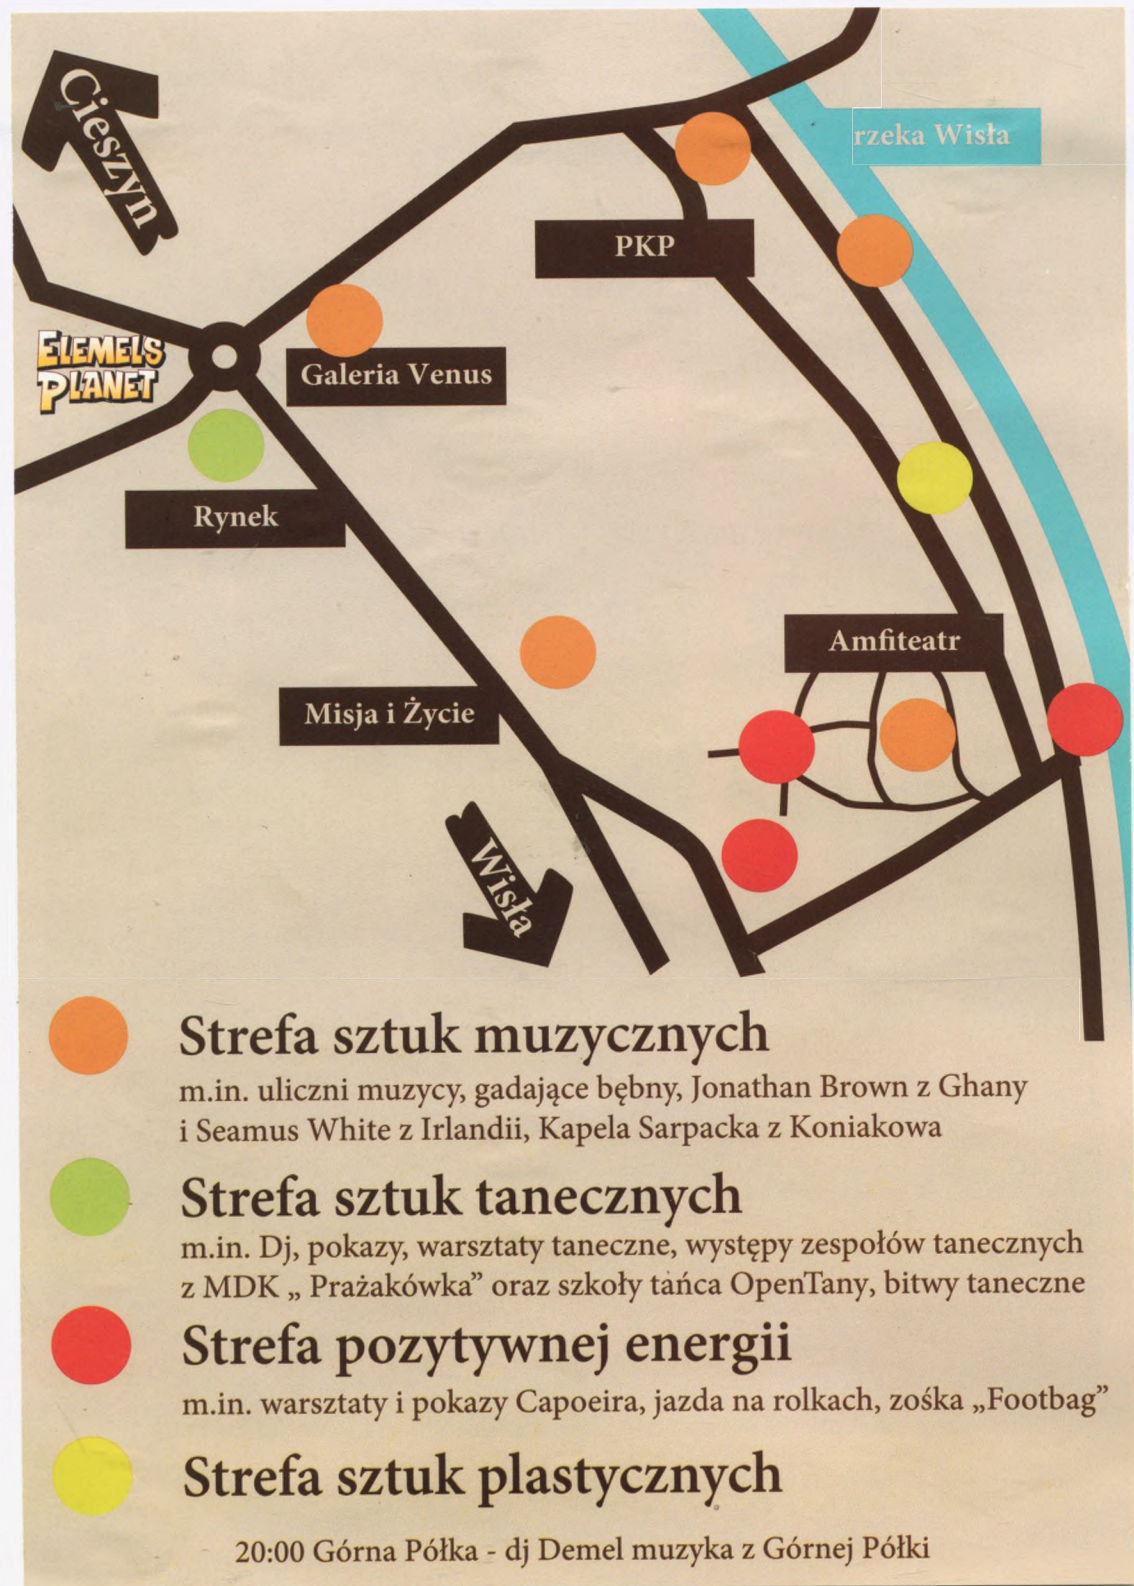 Cieszyn
rzeka Wisła
PKP
ELEMELS
PLANET
Galeria Venus
Rynek
Amfiteatr
Misja i Życie
Wisła
Strefa sztuk muzycznych
m.in. uliczni muzycy, gadające bębny, Jonathan Brown z Ghany
i Seamus White z Irlandii, Kapela Sarpacka z Koniakowa
Strefa sztuk tanecznych
m.in. Dj, pokazy, warsztaty taneczne, występy zespołów tanecznych
z MDK „ Prażakówka” oraz szkoły tańca OpenTany, bitwy taneczne
Strefa pozytywnej energii
m.in. warsztaty i pokazy Capoeira, jazda na rolkach, zośka „Footbag”
Strefa sztuk plastycznych
20:00 Górna Półka - dj Demel muzyka z Górnej Półki